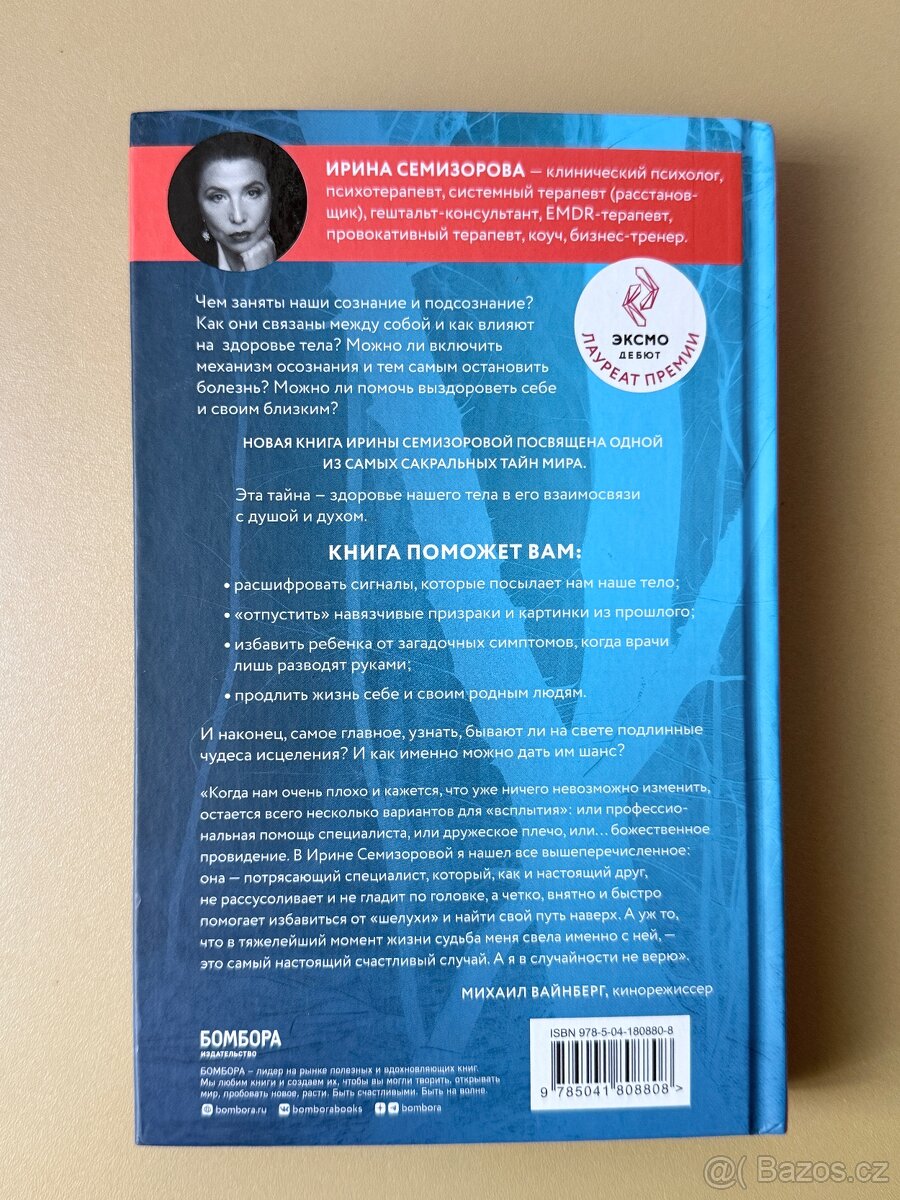 ИРИНА СЕМИЗОРОВА – клинический психолог,
психотерапевт, системный терапевт (расстанов-
щик), гештальт-консультант, EMDR-терапевт,
провокативный терапевт, коуч, бизнес-тренер.
ЭКСМО
ДЕБЮТ
ЛАУРЕАТ ПРЕМИИ
Чем заняты наши сознание и подсознание?
Как они связаны между собой и как влияют
на здоровье тела? Можно ли включить
механизм осознания и тем самым остановить
болезнь? Можно ли помочь выздороветь себе
и своим близким?
НОВАЯ КНИГА ИРИНЫ СЕМИЗОРОВОЙ ПОСВЯЩЕНА ОДНОЙ
ИЗ САМЫХ САКРАЛЬНЫХ ТАЙН МИРА.
Эта тайна – здоровье нашего тела в его взаимосвязи
с душой и духом.
КНИГА ПОМОЖЕТ ВАМ:
• расшифровать сигналы, которые посылает нам наше тело;
• «отпустить» навязчивые призраки и картинки из прошлого;
• избавить ребенка от загадочных симптомов, когда врачи
лишь разводят руками;
• продлить жизнь себе и своим родным людям.
И наконец, самое главное, узнать, бывают ли на свете подлинные
чудеса исцеления? И как именно можно дать им шанс?
«Когда нам очень плохо и кажется, что уже ничего невозможно изменить,
остается всего несколько вариантов для «всплытия»: или профессио-
нальная помощь специалиста, или дружеское плечо, или... божественное
провидение. В Ирине Семизоровой я нашел все вышеперечисленное:
она – потрясающий специалист, который, как и настоящий друг,
не рассусоливает и не гладит по головке, а четко, внятно и быстро
помогает избавиться от «шелухи» и найти свой путь наверх. А уж то,
что в тяжелейший момент жизни судьба меня свела именно с ней, –
это самый настоящий счастливый случай. А я в случайности не верю».
МИХАИЛ ВАЙНБЕРГ, кинорежиссер
БОМБОРА
ИЗДАТЕЛЬСТВО
БОМБОРА – лидер на рынке полезных и вдохновляющих книг.
Мы любим книги и создаем их, чтобы вы могли творить, открывать
мир, пробовать новое, расти. Быть счастливыми. Быть на волне.
bombora.ru bomborabooks bombora
ISBN 978-5-04-180880-8
9 785041 808808 >
@( Bazos.cz